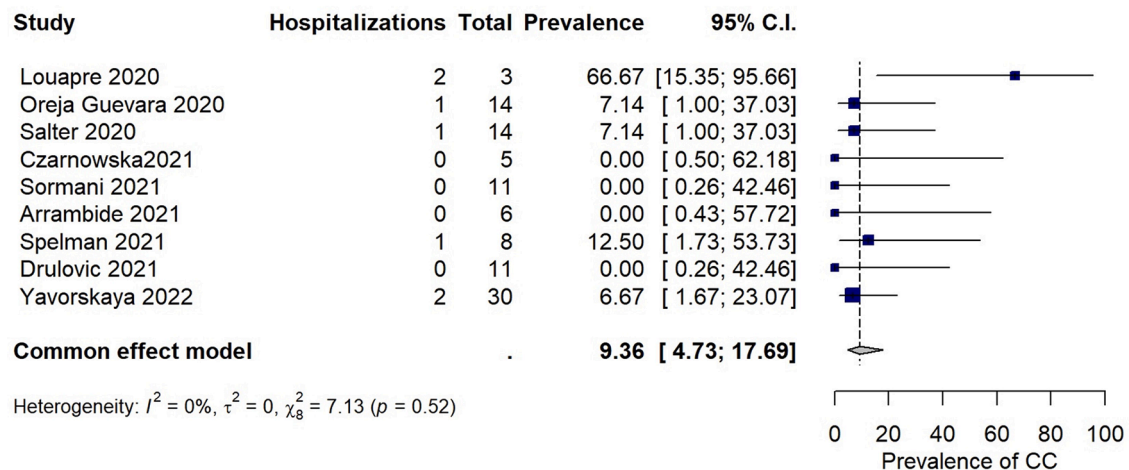 Study Hospitalizations Total Prevalence 95% C.I.
Louapre 2020 2 3 66.67 [15.35; 95.66]
Oreja Guevara 2020 1 14 7.14 [ 1.00; 37.03]
Salter 2020 1 14 7.14 [ 1.00; 37.03]
Czarnowska2021 0 5 0.00 [ 0.50; 62.18]
Sormani 2021 0 11 0.00 [ 0.26; 42.46]
Arrambide 2021 0 6 0.00 [ 0.43; 57.72]
Spelman 2021 1 8 12.50 [ 1.73; 53.73]
Drulovic 2021 0 11 0.00 [ 0.26; 42.46]
Yavorskaya 2022 2 30 6.67 [ 1.67; 23.07]
Common effect model . 9.36 [ 4.73; 17.69]
Heterogeneity: I² = 0%, τ² = 0, χ²₈ = 7.13 (p = 0.52)
0 20 40 60 80 100
Prevalence of CC